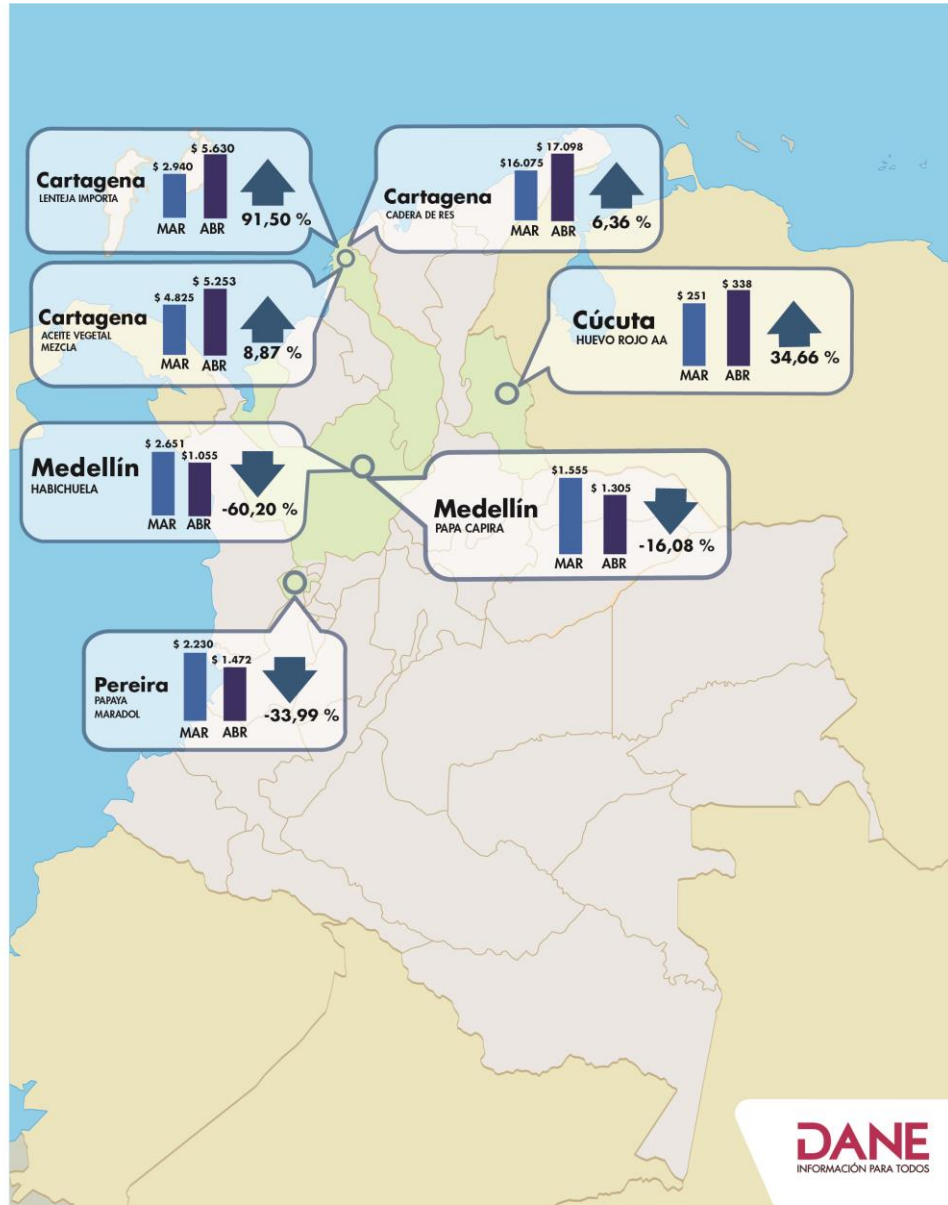 Cartagena
LENTEJA IMPORTA
$ 2.940
$ 5.630
MAR ABR
91,50 %
Cartagena
CADERA DE RES
$16.075
$ 17.098
MAR ABR
6,36 %
Cartagena
ACEITE VEGETAL
MEZCLA
$ 4.825
$ 5.253
MAR ABR
8,87 %
Cúcuta
HUEVO ROJO AA
$ 251
$ 338
MAR ABR
34,66 %
Medellín
HABICHUELA
$ 2.651
$1.055
MAR ABR
-60,20 %
Medellín
PAPA CAPIRA
$1.555
$ 1.305
MAR ABR
-16,08 %
Pereira
PAPAYA
MARADOL
$ 2.230
$ 1.472
MAR ABR
-33,99 %
DANE
INFORMACIÓN PARA TODOS